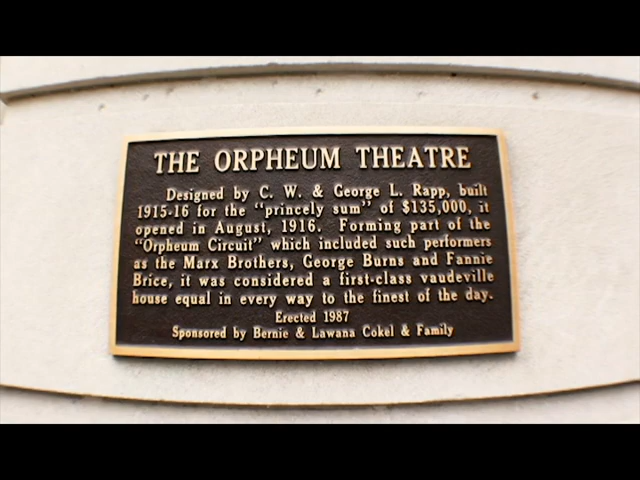 THE ORPHEUM THEATRE
Designed by C. W. & George L. Rapp, built
1915-16 for the "princely sum" of $135,000, it
opened in August, 1916. Forming part of the
"Orpheum Circuit" which included such performers
as the Marx Brothers, George Burns and Fannie
Brice, it was considered a first-class vaudeville
house equal in every way to the finest of the day.
Erected 1987
Sponsored by Bernie & Lawana Cokel & Family